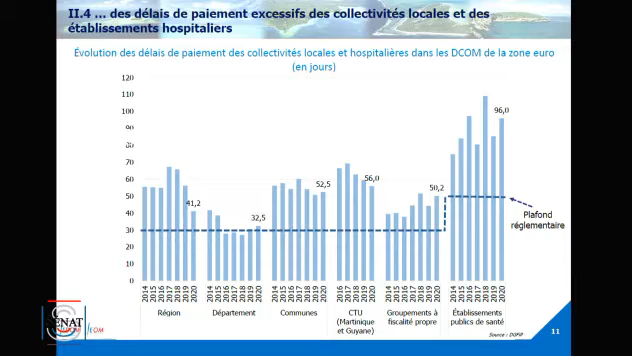 II.4 ... des délais de paiement excessifs des collectivités locales et des
établissements hospitaliers
Évolution des délais de paiement des collectivités locales et hospitalières dans les DCOM de la zone euro
(en jours)
120
110
100
90
80
70
60
50
40
30
20
10
0
41,2
32,5
52,5
56,0
50,2
96,0
Plafond
réglementaire
2014 2015 2016 2017 2018 2019 2020
2014 2015 2016 2017 2018 2019 2020
2014 2015 2016 2017 2018 2019 2020
2016 2017 2018 2019 2020
2014 2015 2016 2017 2018 2019 2020
2014 2015 2016 2017 2018 2019 2020
Région
Département
Communes
CTU
(Martinique
et Guyane)
Groupements à
fiscalité propre
Établissements
publics de santé
Source : DGFiP
11
SÉNAT